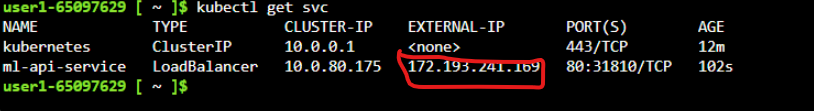 user1-65097629 [ ~ ]$ kubectl get svc
NAME TYPE CLUSTER-IP EXTERNAL-IP PORT(S) AGE
kubernetes ClusterIP 10.0.0.1 <none> 443/TCP 12m
ml-api-service LoadBalancer 10.0.80.175 172.193.241.169 80:31810/TCP 102s
user1-65097629 [ ~ ]$